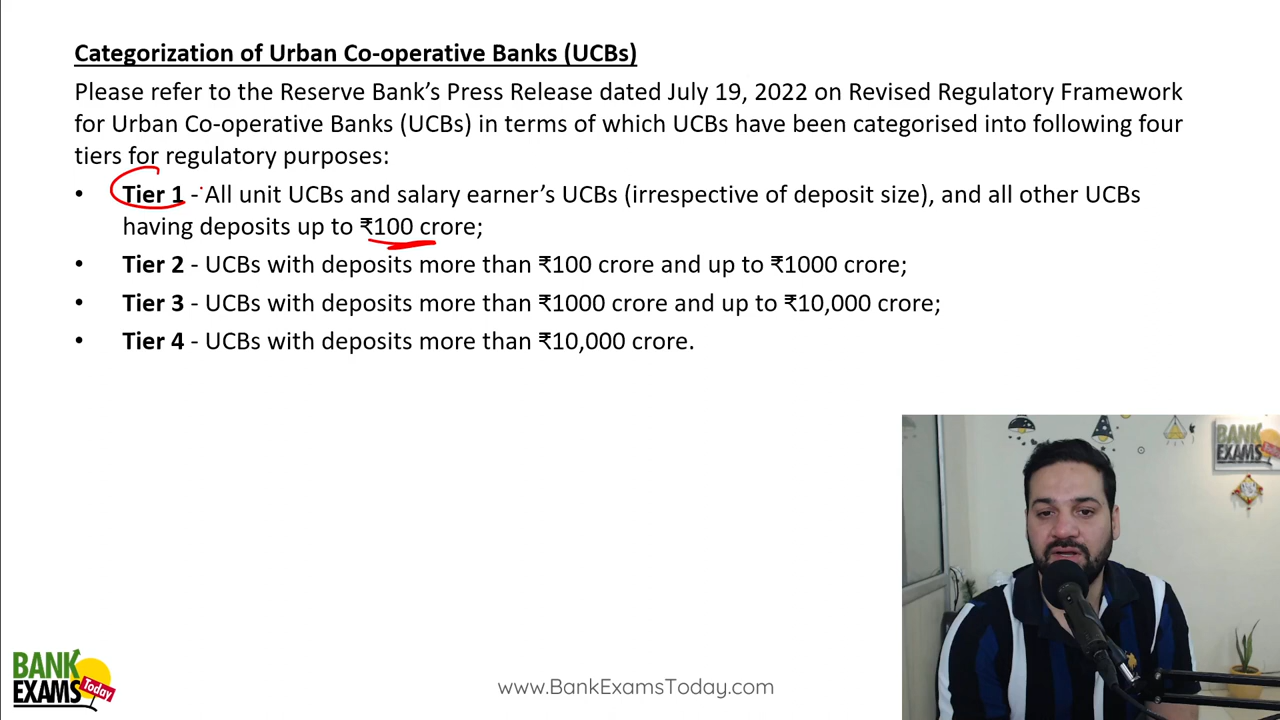 Categorization of Urban Co-operative Banks (UCBs)
Please refer to the Reserve Bank’s Press Release dated July 19, 2022 on Revised Regulatory Framework
for Urban Co-operative Banks (UCBs) in terms of which UCBs have been categorised into following four
tiers for regulatory purposes:
• Tier 1 - All unit UCBs and salary earner’s UCBs (irrespective of deposit size), and all other UCBs
having deposits up to ₹100 crore;
• Tier 2 - UCBs with deposits more than ₹100 crore and up to ₹1000 crore;
• Tier 3 - UCBs with deposits more than ₹1000 crore and up to ₹10,000 crore;
• Tier 4 - UCBs with deposits more than ₹10,000 crore.
BANK
EXAMS
BANK
EXAMS
Today
www.BankExamsToday.com